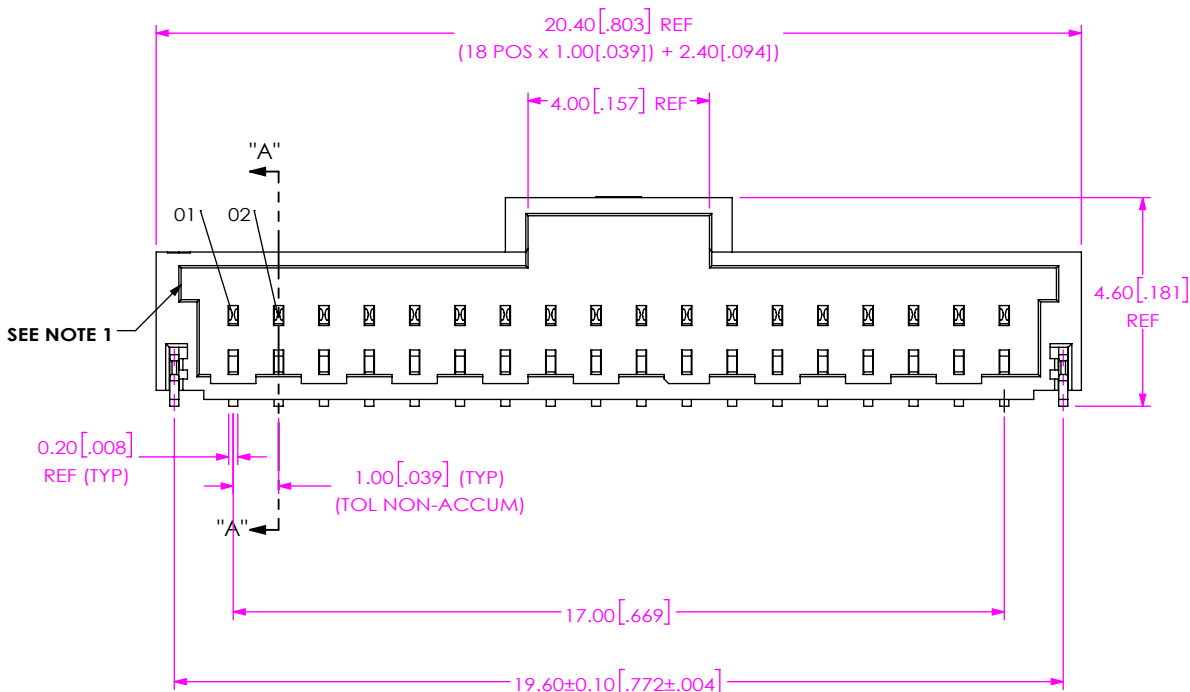 20.40[.803] REF
(18 POS x 1.00[.039]) + 2.40[.094])
4.00[.157] REF
"A"
01
02
4.60[.181]
REF
SEE NOTE 1
0.20[.008]
REF (TYP)
1.00[.039] (TYP)
(TOL NON-ACCUM)
"A"
17.00[.669]
19.60±0.10[.772±.004]